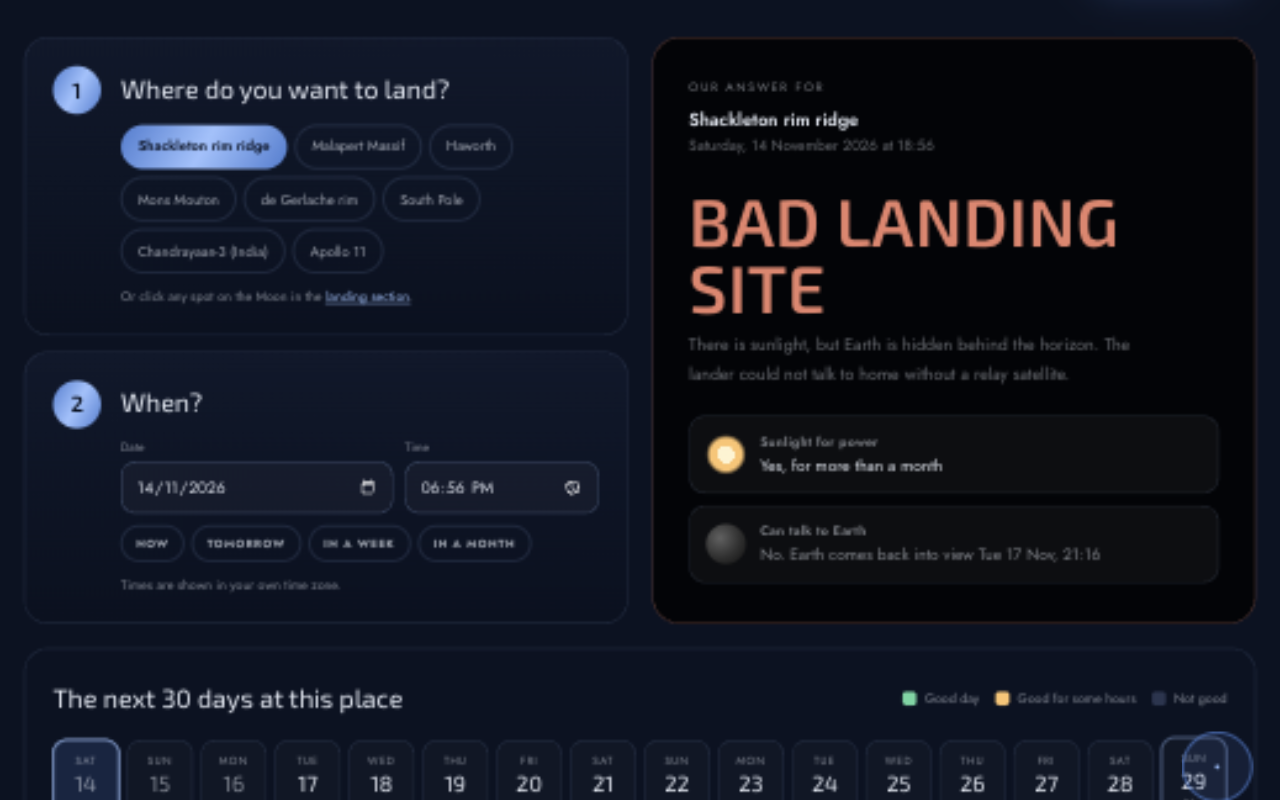 1
Where do you want to land?
Shackleton rim ridge
Malapert Massif
Haworth
Mons Mouton
de Gerlache rim
South Pole
Chandrayaan-3 (India)
Apollo 11
Or click any spot on the Moon in the landing section.
2
When?
Date
Time
14/11/2026
06:56 PM
NOW
TOMORROW
IN A WEEK
IN A MONTH
Times are shown in your own time zone.
OUR ANSWER FOR
Shackleton rim ridge
Saturday, 14 November 2026 at 18:56
BAD LANDING
SITE
There is sunlight, but Earth is hidden behind the horizon. The
lander could not talk to home without a relay satellite.
Sunlight for power
Yes, for more than a month
Can talk to Earth
No. Earth comes back into view Tue 17 Nov, 21:16
The next 30 days at this place
Good day
Good for some hours
Not good
SAT SUN MON TUE WED THU FRI SAT SUN MON TUE WED THU FRI SAT SUN
14 15 16 17 18 19 20 21 22 23 24 25 26 27 28 29